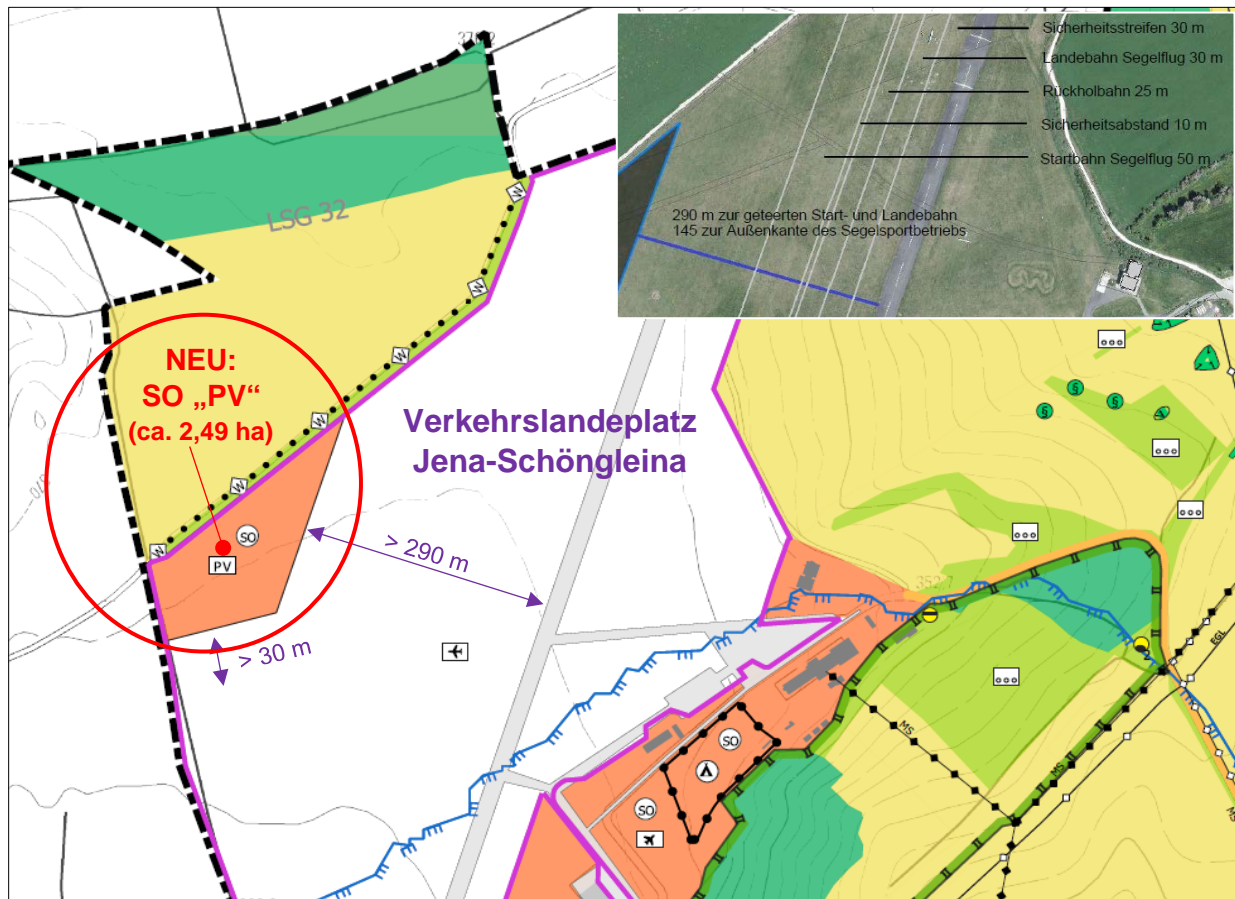 Sicherheitsstreifen 30 m
Landebahn Segelflug 30 m
Rückholbahn 25 m
Sicherheitsabstand 10 m
Startbahn Segelflug 50 m
290 m zur geteerten Start- und Landebahn
145 zur Außenkante des Segelsportbetriebs
LSG 32
W
W
W
W
W
W
NEU:
SO „PV“
(ca. 2,49 ha)
Verkehrslandeplatz
Jena-Schöngleina
370
SO
PV
> 290 m
> 30 m
352,7
§
§
§
EGL
MS
MS
SO
SO